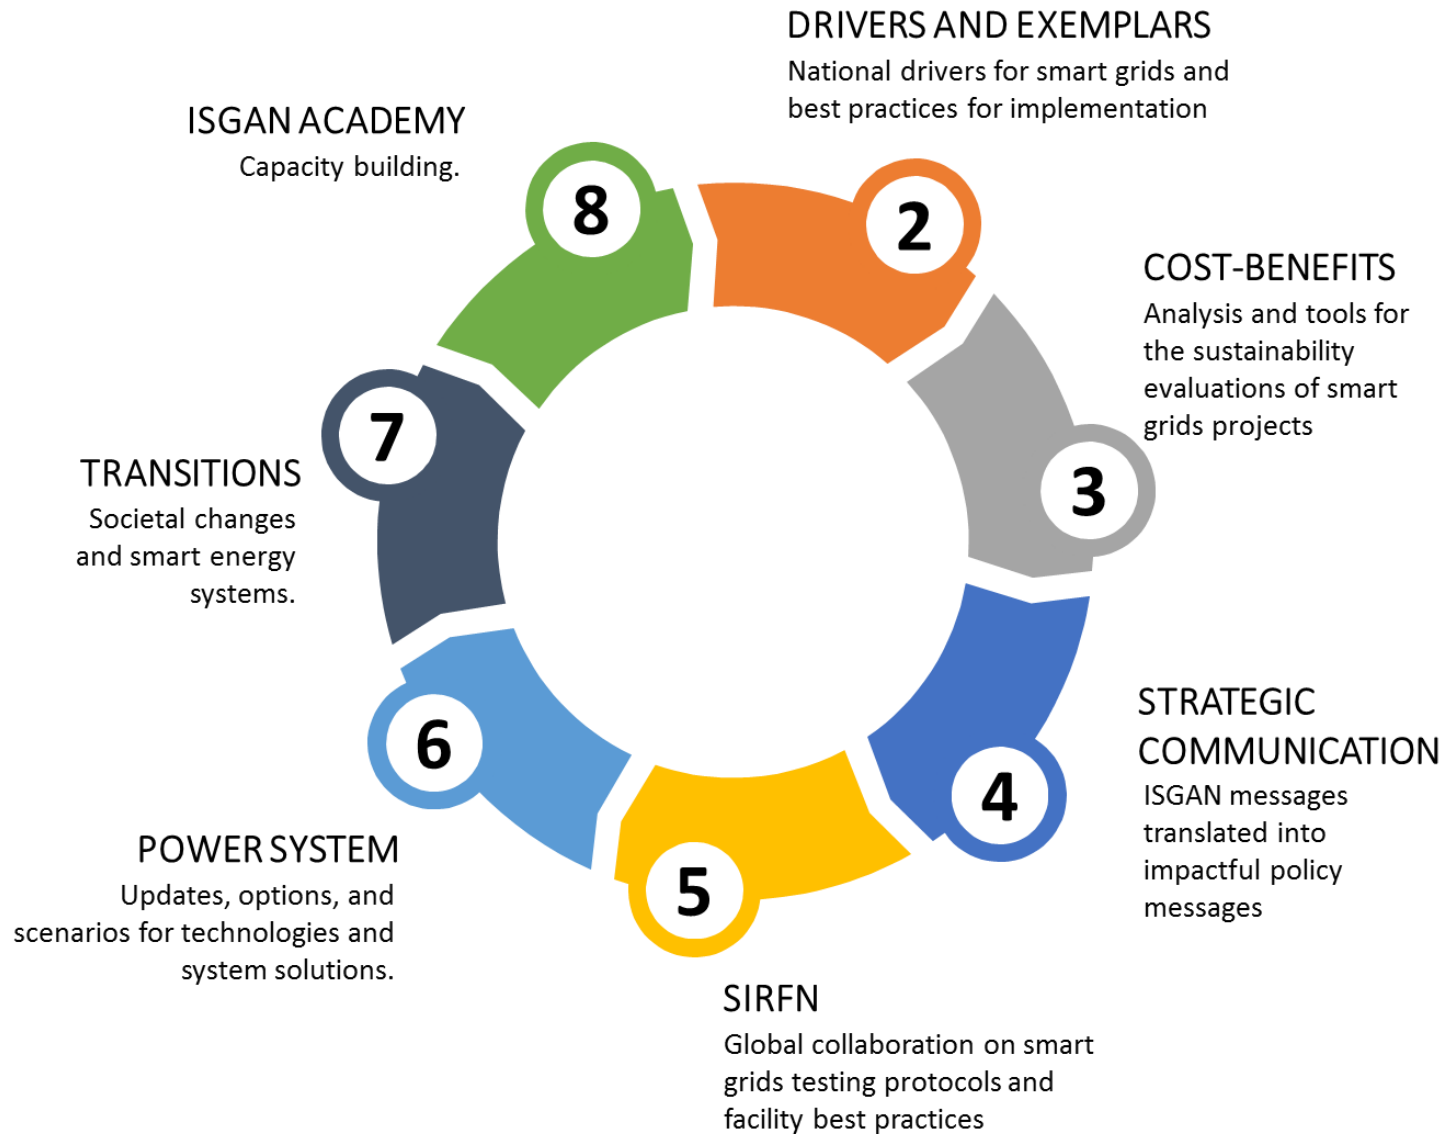 DRIVERS AND EXEMPLARS
National drivers for smart grids and
best practices for implementation
2
COST-BENEFITS
Analysis and tools for
the sustainability
evaluations of smart
grids projects
3
STRATEGIC
COMMUNICATION
ISGAN messages
translated into
impactful policy
messages
4
SIRFN
Global collaboration on smart
grids testing protocols and
facility best practices
5
POWER SYSTEM
Updates, options, and
scenarios for technologies and
system solutions.
6
TRANSITIONS
Societal changes
and smart energy
systems.
7
ISGAN ACADEMY
Capacity building.
8